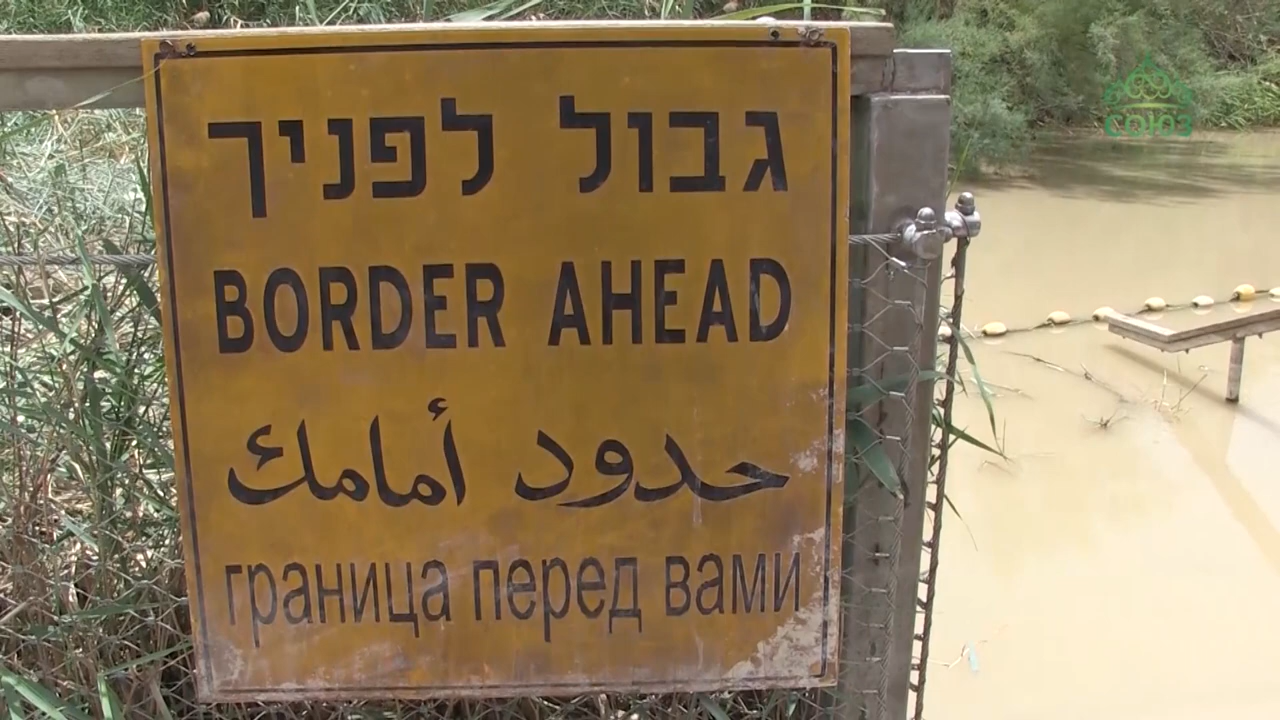 גבול לפניך
BORDER AHEAD
حدود أمامك
граница перед вами
СОЮЗ